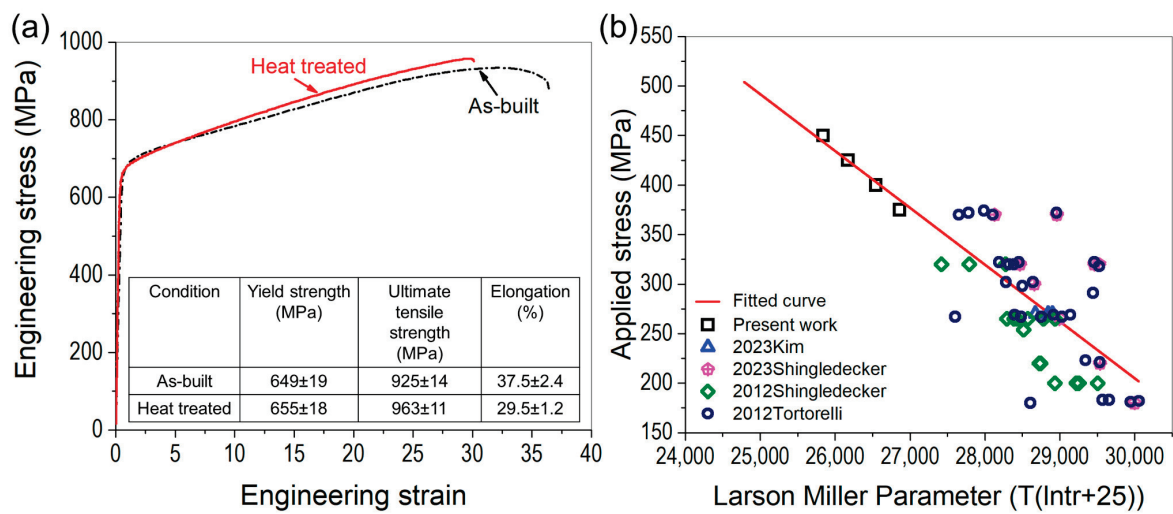 (a)
Engineering stress (MPa)
1000
800
600
400
200
0
0 5 10 15 20 25 30 35 40
Engineering strain
Heat treated
As-built
Condition Yield strength (MPa) Ultimate tensile strength (MPa) Elongation (%)
As-built 649±19 925±14 37.5±2.4
Heat treated 655±18 963±11 29.5±1.2
(b)
Applied stress (MPa)
550
500
450
400
350
300
250
200
150
24,000 25,000 26,000 27,000 28,000 29,000 30,000
Larson Miller Parameter (T(lntr+25))
Fitted curve
Present work
2023Kim
2023Shingledecker
2012Shingledecker
2012Tortorelli